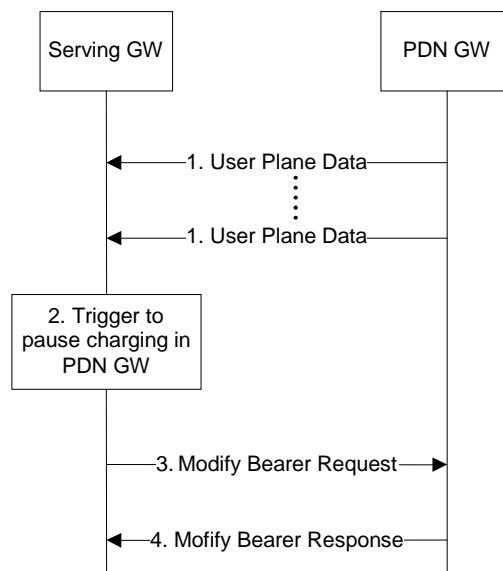 Serving GW
PDN GW
1. User Plane Data
1. User Plane Data
2. Trigger to
pause charging in
PDN GW
3. Modify Bearer Request
4. Mofify Bearer Response